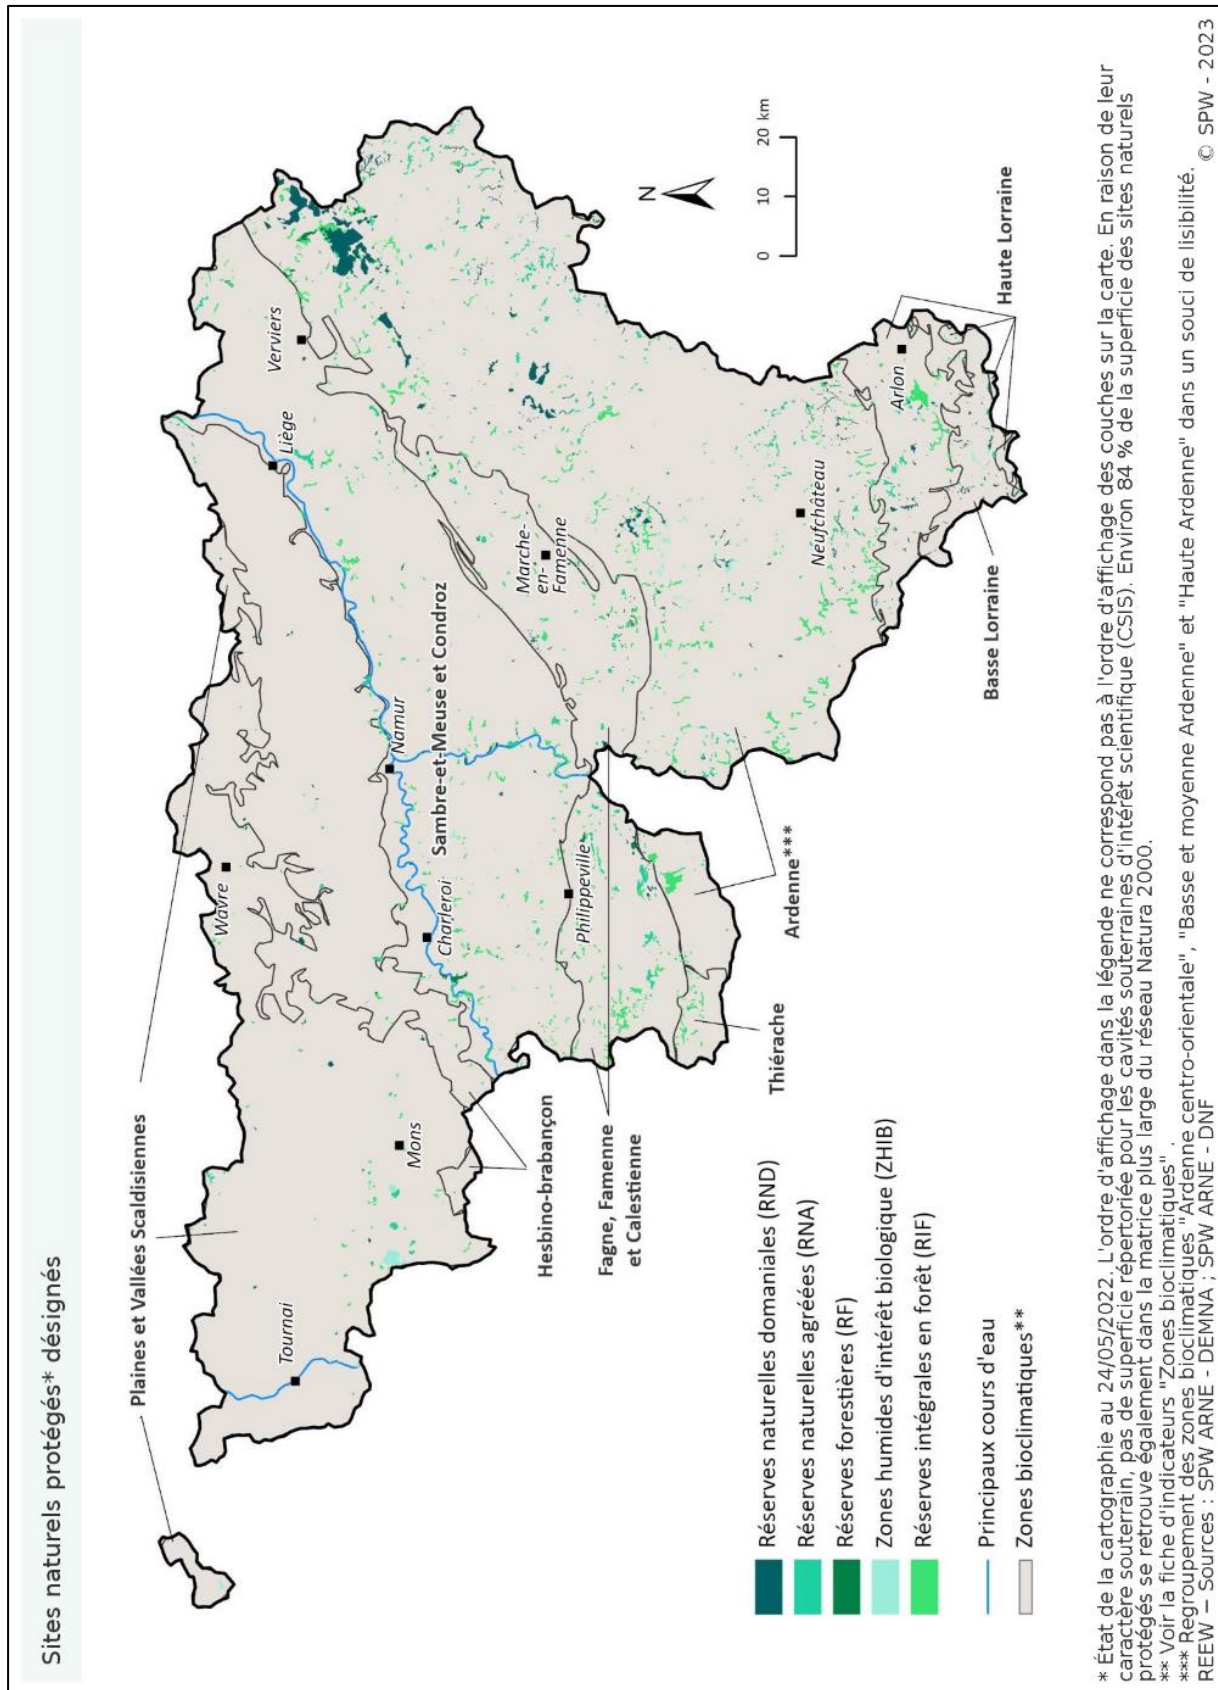 Sites naturels protégés* désignés
Plaines et Vallées Scaldisiennes
Tournai
Mons
Wavre
Charleroi
Namur
Liège
Verviers
Sambre-et-Meuse et Condroz
Hesbino-brabançon
Fagne, Famenne
et Calestienne
Philippeville
Marche-
en-
Famenne
Thiérache
Ardenne***
Neufchâteau
Arlon
Basse Lorraine
Haute Lorraine
N
0 10 20 km
Réserves naturelles domaniales (RND)
Réserves naturelles agréées (RNA)
Réserves forestières (RF)
Zones humides d'intérêt biologique (ZHIB)
Réserves intégrales en forêt (RIF)
Principaux cours d'eau
Zones bioclimatiques**
* État de la cartographie au 24/05/2022. L'ordre d'affichage dans la légende ne correspond pas à l'ordre d'affichage des couches sur la carte. En raison de leur
caractère souterrain, pas de superficie répertoriée pour les cavités souterraines d'intérêt scientifique (CSIS). Environ 84 % de la superficie des sites naturels
protégés se retrouve également dans la matrice plus large du réseau Natura 2000.
** Voir la fiche d'indicateurs "Zones bioclimatiques" .
*** Regroupement des zones bioclimatiques "Ardenne centro-orientale", "Basse et moyenne Ardenne" et "Haute Ardenne" dans un souci de lisibilité.
REEW – Sources : SPW ARNE - DEMNA ; SPW ARNE - DNF © SPW - 2023